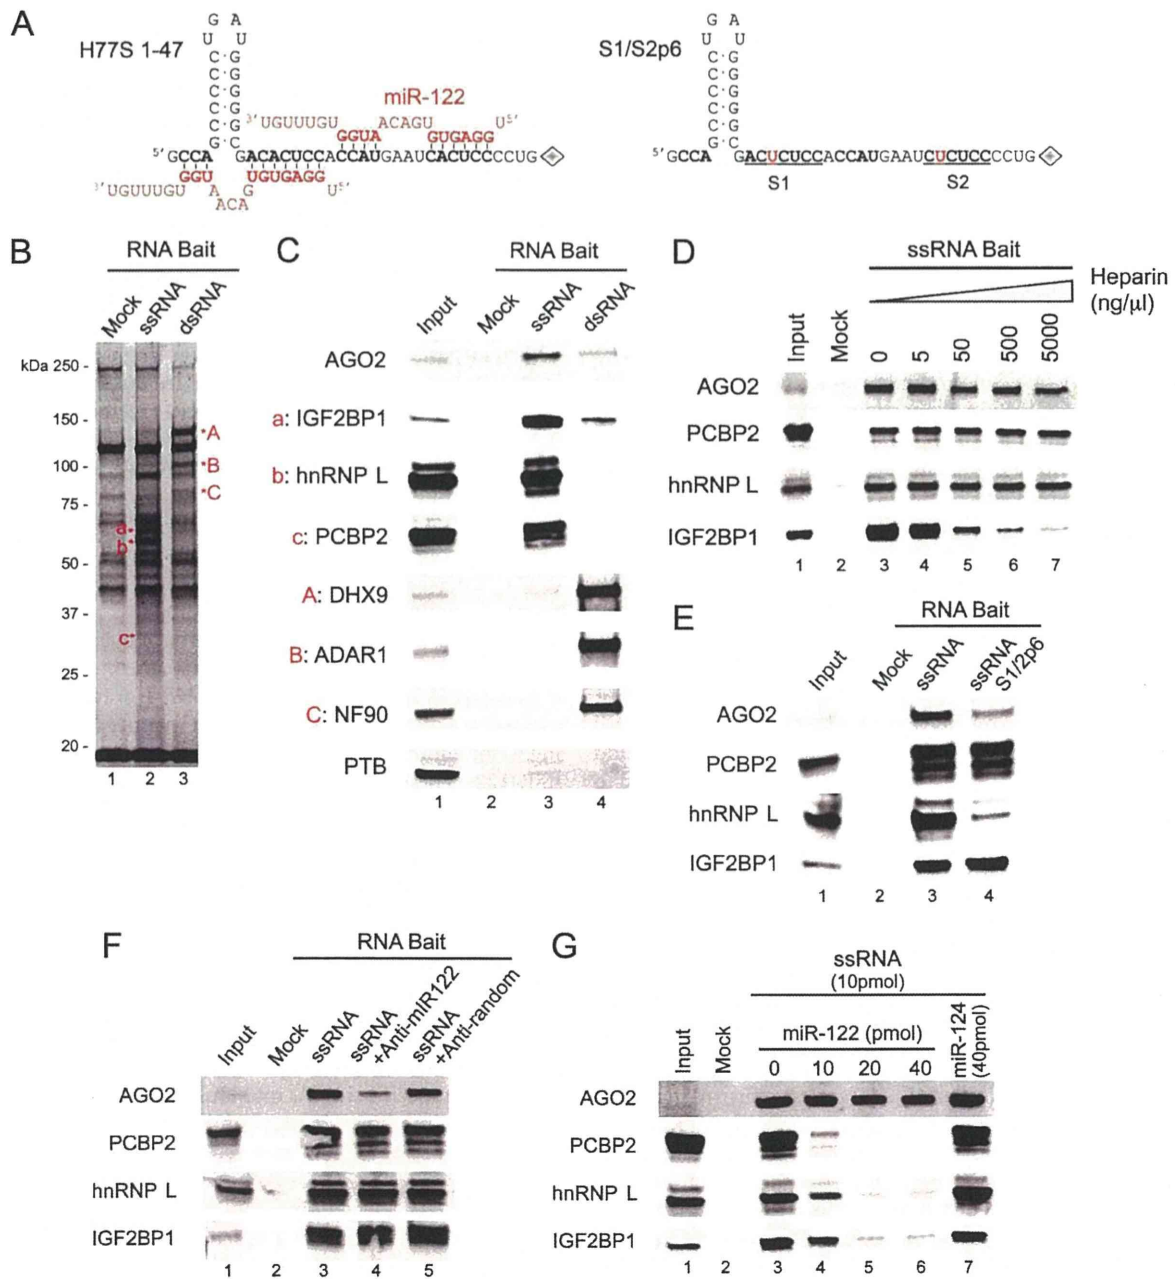 A
H77S 1-47
G A
U U
C·G
C·G
C·G
C·G
C·G
G
miR-122
3' UGUUUGU GGUA ACAGU GUGAGG U5'
5' GCCA GACACUCCACCAUGAAUCACUCCCCUG
3' UGUUUGU GGU A ACA G UGUGAGG U5'
S1/S2p6
G A
U U
C·G
C·G
C·G
C·G
C·G
G
5' GCCA GACUCUCCACCAUGAAUCUCUCCCCUG
S1 S2
B
RNA Bait
Mock ssRNA dsRNA
kDa 250 -
150 -
100 -
75 -
50 -
37 -
25 -
20 -
*A
*B
*C
a*
b*
c*
1 2 3
C
RNA Bait
Input Mock ssRNA dsRNA
AGO2
a: IGF2BP1
b: hnRNP L
c: PCBP2
A: DHX9
B: ADAR1
C: NF90
PTB
1 2 3 4
D
ssRNA Bait
Heparin
(ng/µl)
Input Mock 0 5 50 500 5000
AGO2
PCBP2
hnRNP L
IGF2BP1
1 2 3 4 5 6 7
E
RNA Bait
Input Mock ssRNA ssRNA S1/2p6
AGO2
PCBP2
hnRNP L
IGF2BP1
1 2 3 4
F
RNA Bait
Input Mock ssRNA ssRNA +Anti-mIR122 ssRNA +Anti-random
AGO2
PCBP2
hnRNP L
IGF2BP1
1 2 3 4 5
G
ssRNA
(10pmol)
miR-122 (pmol)
Input Mock 0 10 20 40 miR-124 (40pmol)
AGO2
PCBP2
hnRNP L
IGF2BP1
1 2 3 4 5 6 7